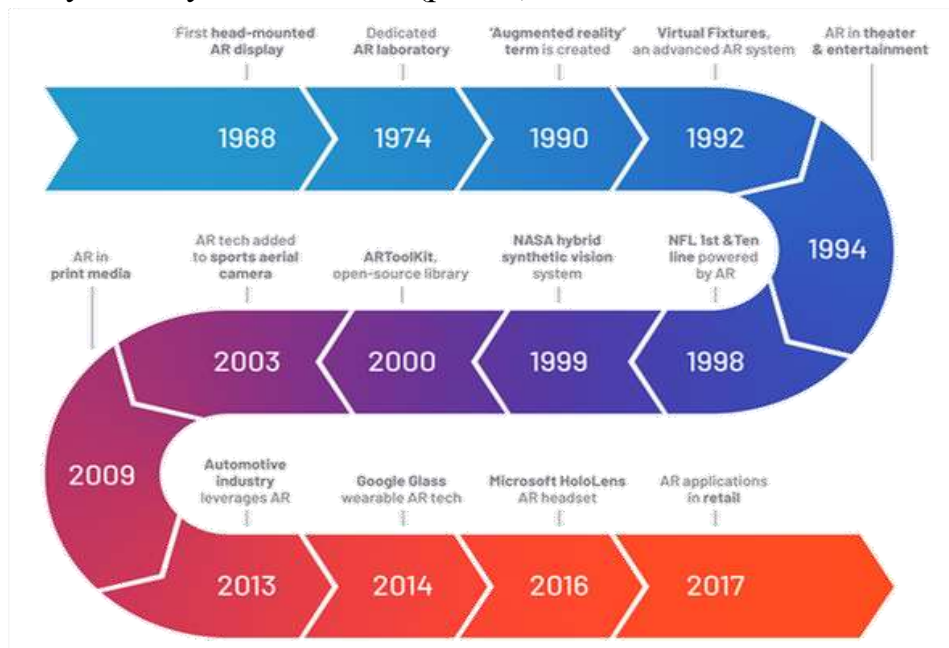 First head-mounted
AR display
Dedicated
AR laboratory
'Augmented reality'
term is created
Virtual Fixtures,
an advanced AR system
AR in theater
& entertainment
1968
1974
1990
1992
1994
NFL 1st & Ten
line powered
by AR
NASA hybrid
synthetic vision
system
ARToolKit,
open-source library
AR tech added
to sports aerial
camera
AR in
print media
1998
1999
2000
2003
2009
Automotive
industry
leverages AR
Google Glass
wearable AR tech
Microsoft HoloLens
AR headset
AR applications
in retail
2013
2014
2016
2017